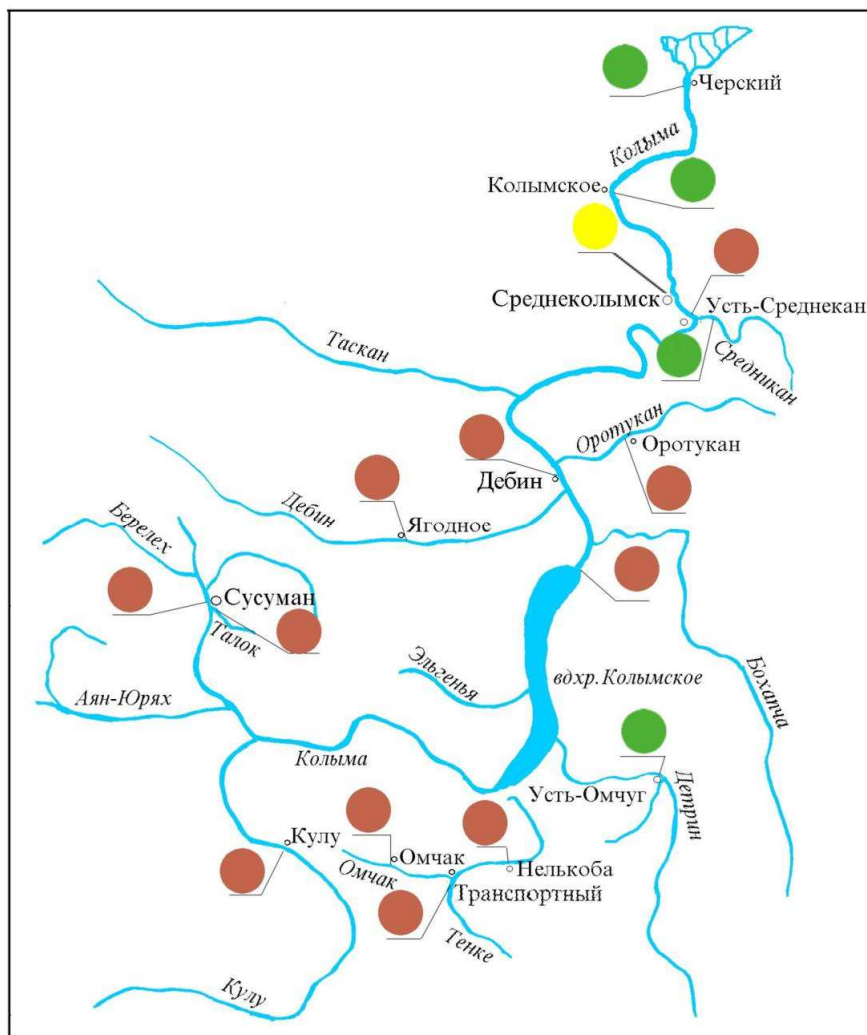 Черский
Колыма
Колымское
Среднеколымск
Усть-Среднекан
Средникан
Таскан
Оротукан
Оротукан
Дебин
Дебин
Ягодное
Берелех
Сусуман
Талок
Эльгенья
вдхр. Колымское
Бохапча
Аян-Юрях
Колыма
Усть-Омчуг
Детрин
Кулу
Омчак
Омчак
Нелькоба
Транспортный
Тенке
Кулу